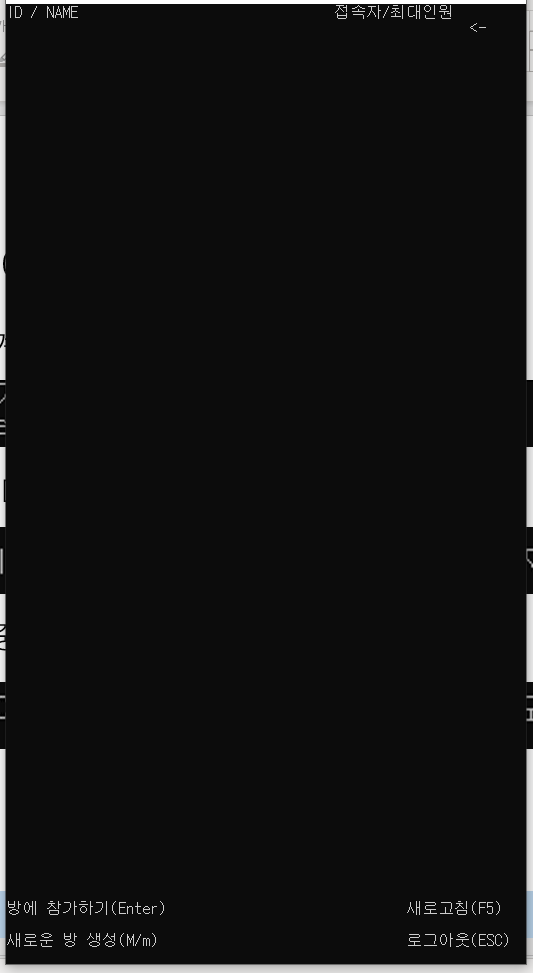 ID / NAME 접속자/최대인원
<-
방에 참가하기(Enter) 새로고침(F5)
새로운 방 생성(M/m) 로그아웃(ESC)